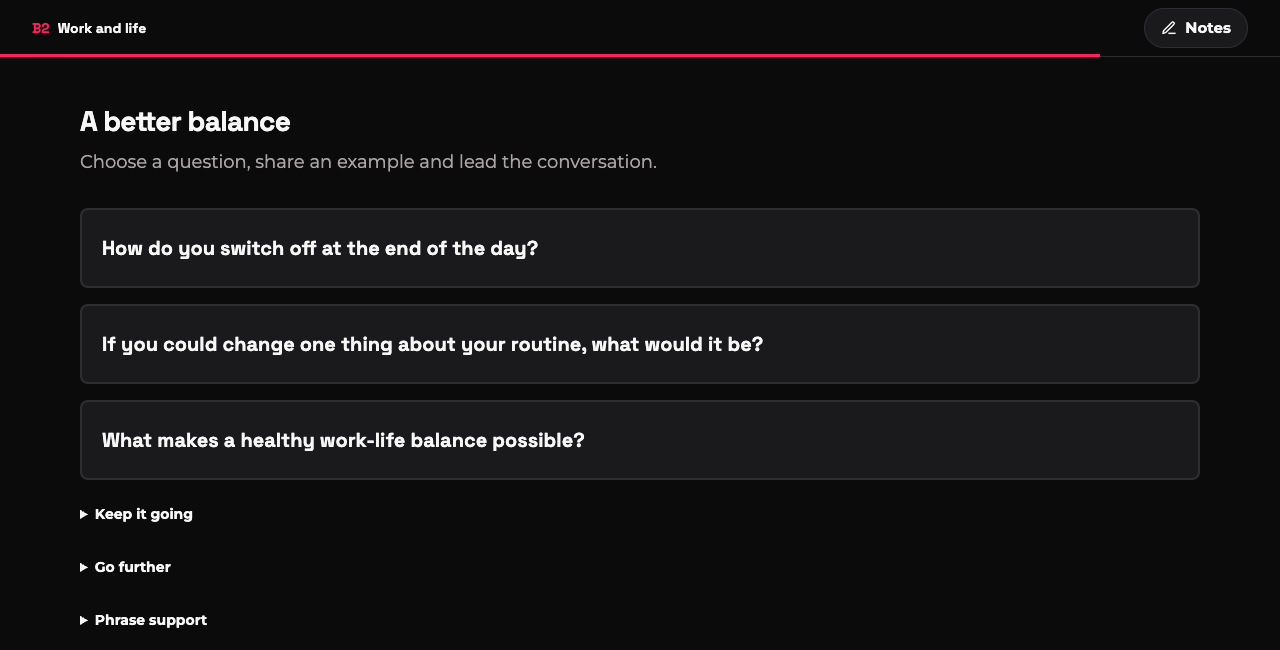 B2 Work and life
Notes
A better balance
Choose a question, share an example and lead the conversation.
How do you switch off at the end of the day?
If you could change one thing about your routine, what would it be?
What makes a healthy work-life balance possible?
Keep it going
Go further
Phrase support